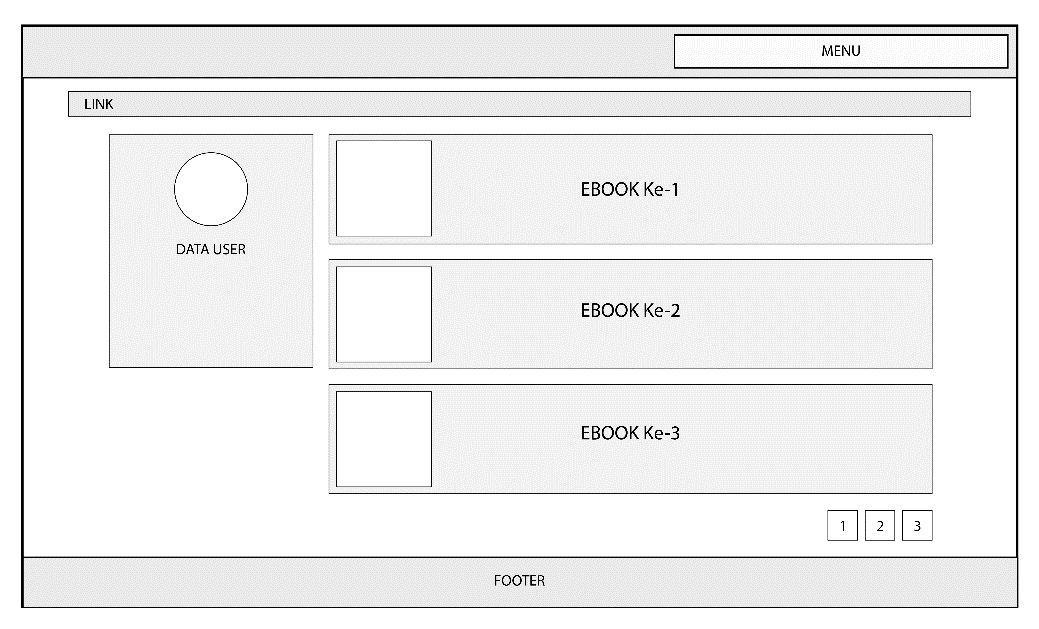 MENU
LINK
DATA USER
EBOOK Ke-1
EBOOK Ke-2
EBOOK Ke-3
1 2 3
FOOTER